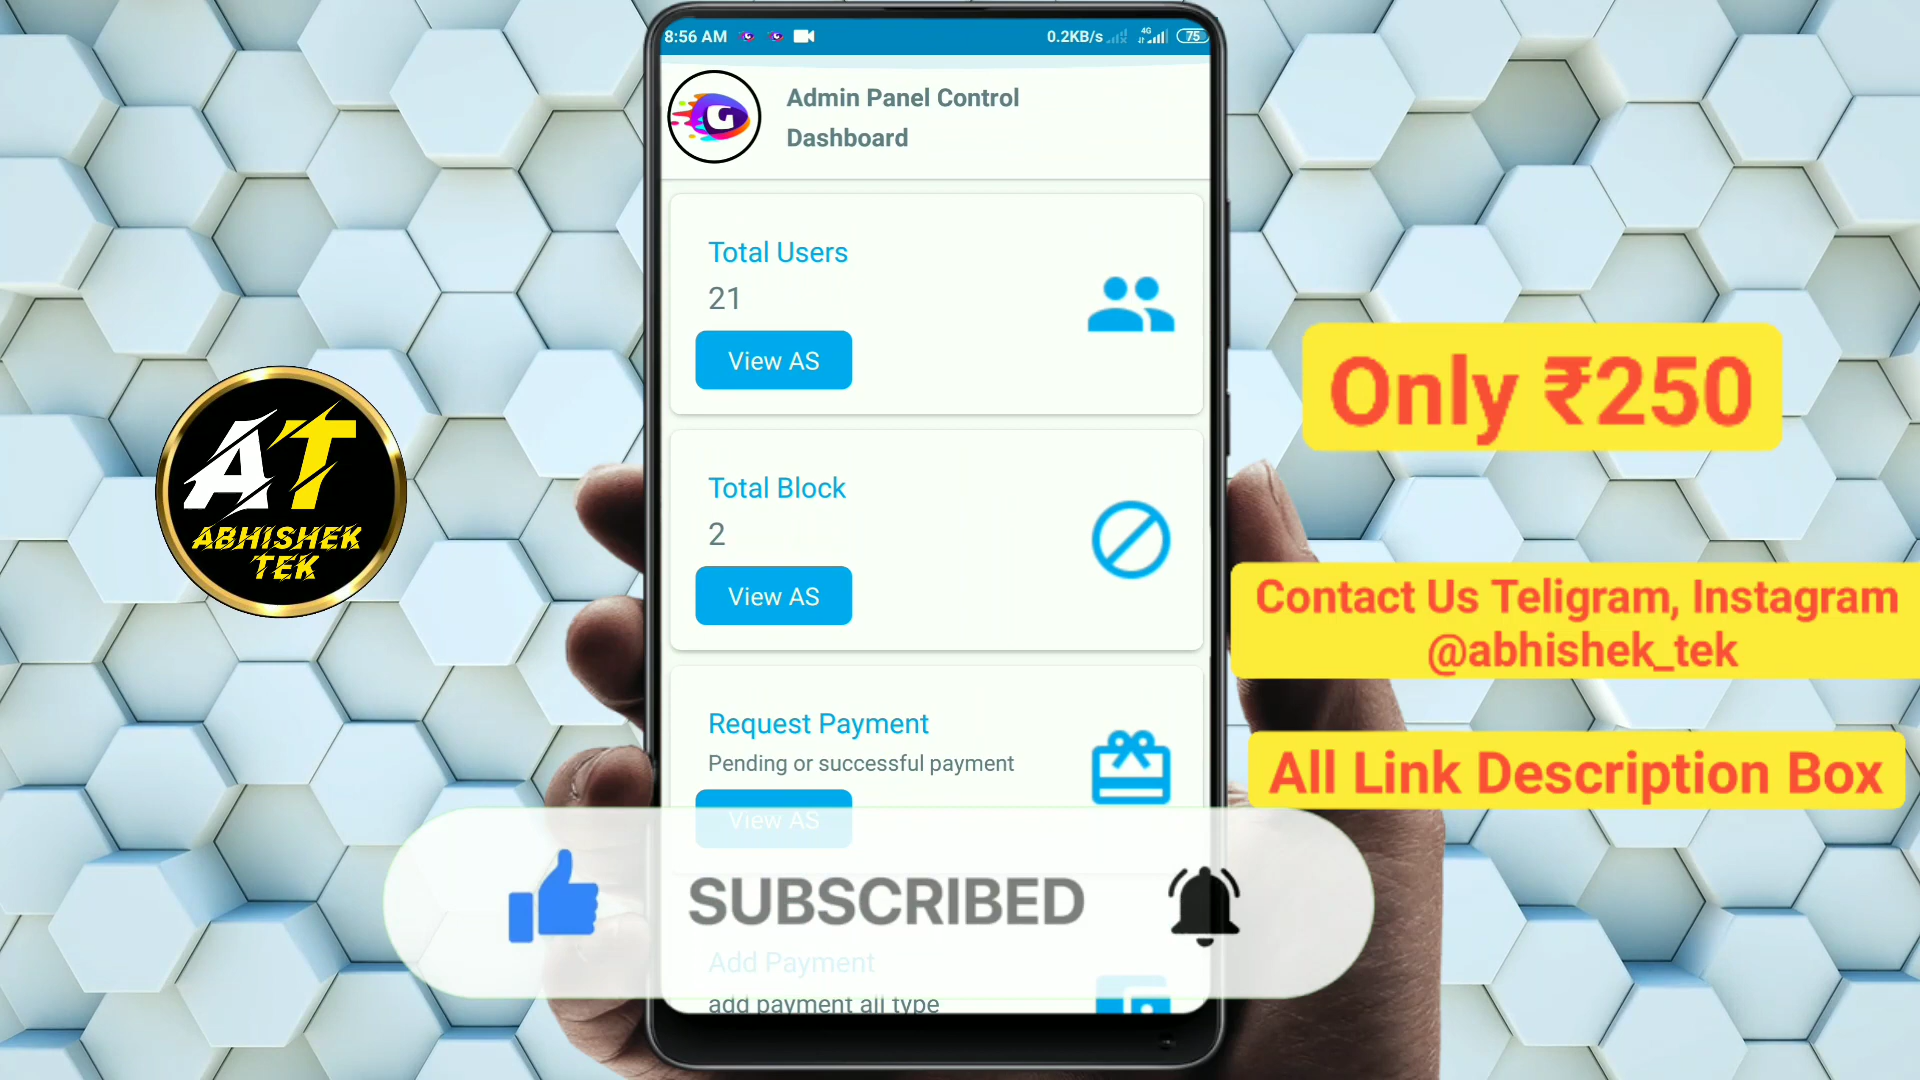 8:56 AM
0.2KB/s
4G
75
G
Admin Panel Control
Dashboard
Total Users
21
View AS
Total Block
2
View AS
Request Payment
Pending or successful payment
View AS
Add Payment
add payment all type
AT
ABHISHEK
TEK
Only ₹250
Contact Us Teligram, Instagram
@abhishek_tek
All Link Description Box
SUBSCRIBED